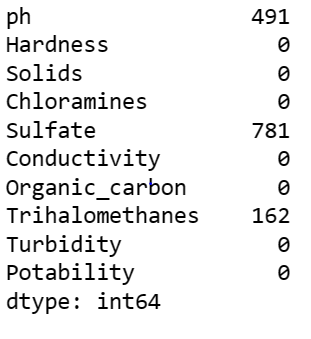 ph 491
Hardness 0
Solids 0
Chloramines 0
Sulfate 781
Conductivity 0
Organic_carbon 0
Trihalomethanes 162
Turbidity 0
Potability 0
dtype: int64